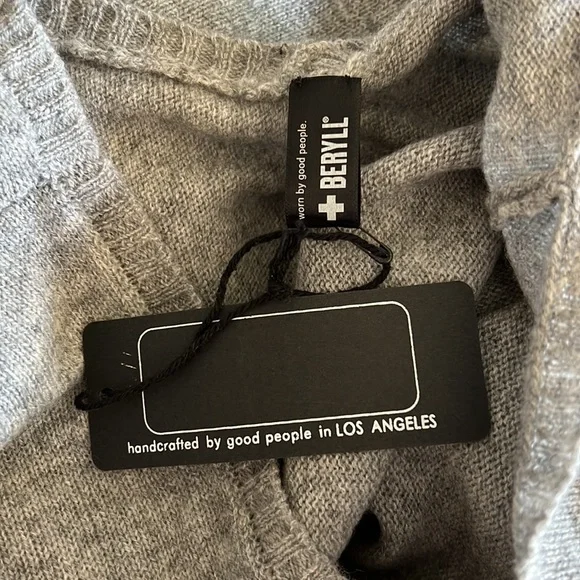 worn by good people.
BERYLL®
handcrafted by good people in LOS ANGELES